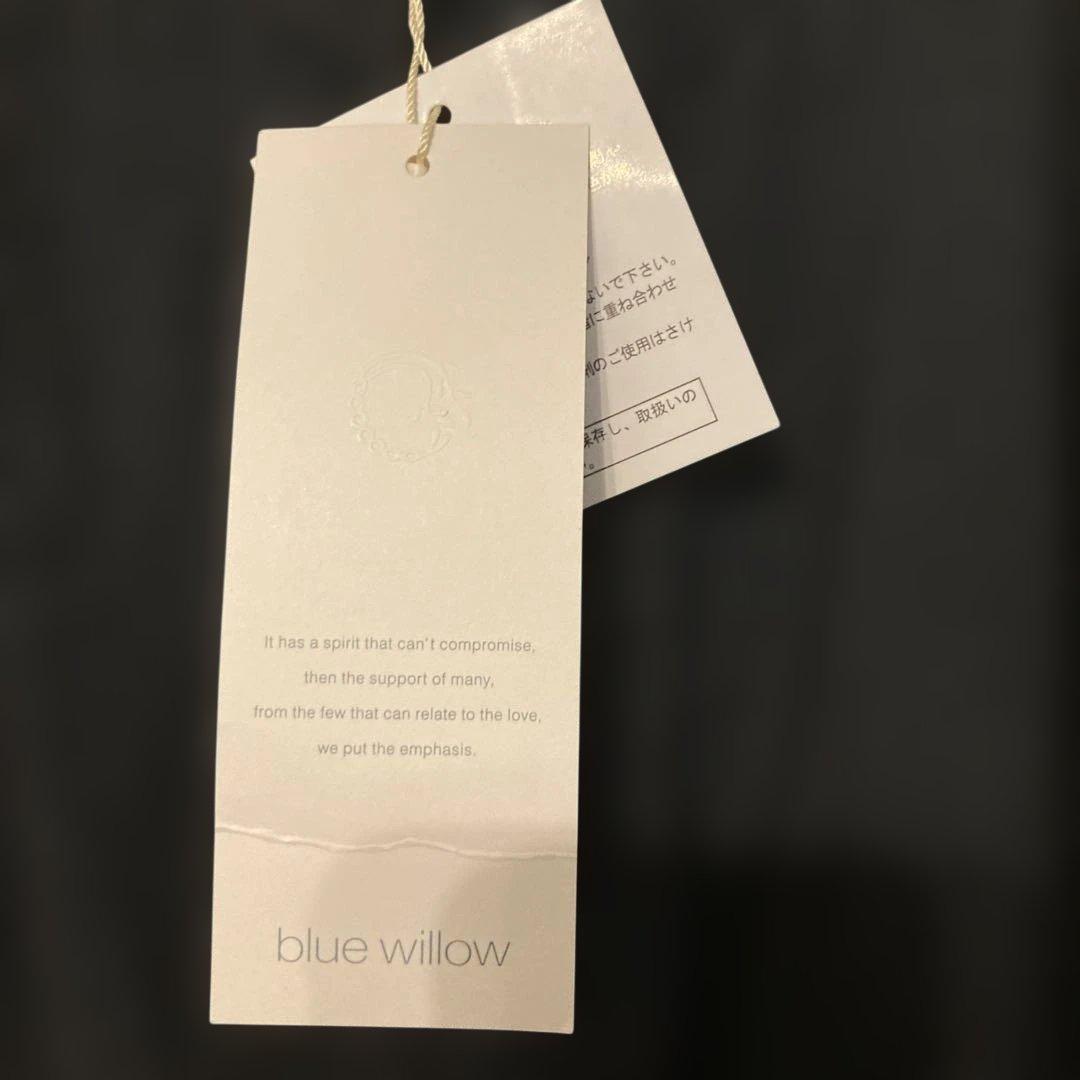 It has a spirit that can't compromise,
then the support of many,
from the few that can relate to the love,
we put the emphasis.
blue willow
ないで下さい。
に重ね合わせ
のご使用はさけ
保存し、取扱いの